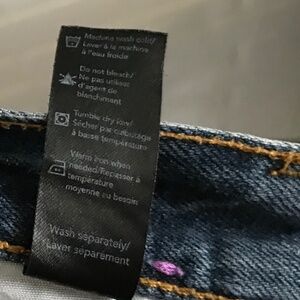 Machine wash cold/
Laver à la machine
à l'eau froide
Do not bleach/
Ne pas utiliser
d'agent de
blanchiment
Tumble dry low/
Sécher par culbutage
à basse température
Warm iron when
needed/Repasser à
température
moyenne au besoin
Wash separately/
Laver séparément